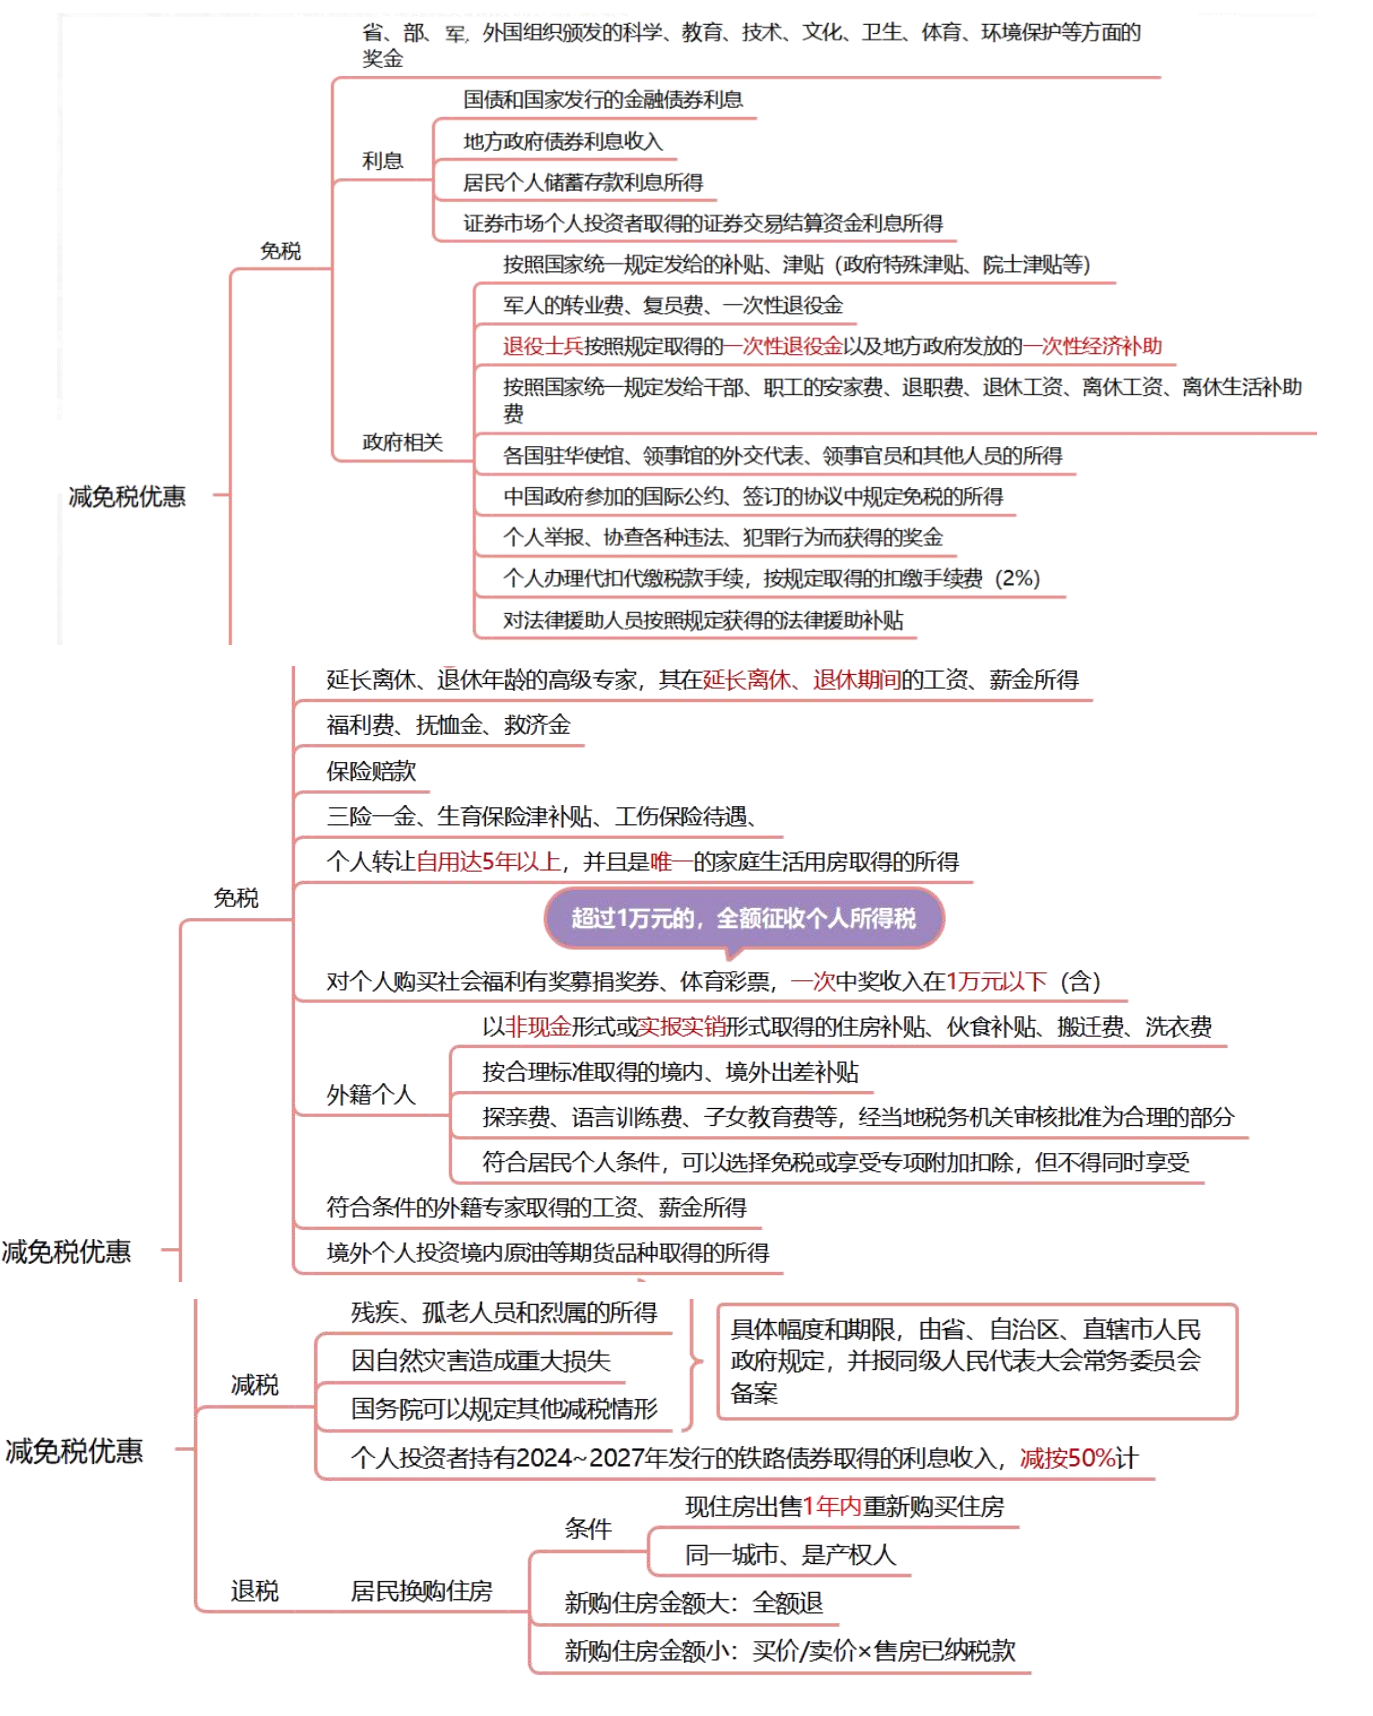 省、部、军，外国组织颁发的科学、教育、技术、文化、卫生、体育、环境保护等方面的
奖金
国债和国家发行的金融债券利息
地方政府债券利息收入
利息
居民个人储蓄存款利息所得
证券市场个人投资者取得的证券交易结算资金利息所得
免税
按照国家统一规定发给的补贴、津贴（政府特殊津贴、院士津贴等）
军人的转业费、复员费、一次性退役金
退役士兵按照规定取得的一次性退役金以及地方政府发放的一次性经济补助
按照国家统一规定发给干部、职工的安家费、退职费、退休工资、离休工资、离休生活补助
费
政府相关
各国驻华使馆、领事馆的外交代表、领事官员和其他人员的所得
减免税优惠
中国政府参加的国际公约、签订的协议中规定免税的所得
个人举报、协查各种违法、犯罪行为而获得的奖金
个人办理代扣代缴税款手续，按规定取得的扣缴手续费（2%）
对法律援助人员按照规定获得的法律援助补贴
延长离休、退休年龄的高级专家，其在延长离休、退休期间的工资、薪金所得
福利费、抚恤金、救济金
保险赔款
三险一金、生育保险津补贴、工伤保险待遇、
个人转让自用达5年以上，并且是唯一的家庭生活用房取得的所得
免税
超过1万元的，全额征收个人所得税
对个人购买社会福利有奖募捐奖券、体育彩票，一次中奖收入在1万元以下（含）
以非现金形式或实报实销形式取得的住房补贴、伙食补贴、搬迁费、洗衣费
按合理标准取得的境内、境外出差补贴
外籍个人
探亲费、语言训练费、子女教育费等，经当地税务机关审核批准为合理的部分
符合居民个人条件，可以选择免税或享受专项附加扣除，但不得同时享受
符合条件的外籍专家取得的工资、薪金所得
减免税优惠
境外个人投资境内原油等期货品种取得的所得
残疾、孤老人员和烈属的所得
因自然灾害造成重大损失
国务院可以规定其他减税情形
具体幅度和期限，由省、自治区、直辖市人民
政府规定，并报同级人民代表大会常务委员会
备案
减税
减免税优惠
个人投资者持有2024~2027年发行的铁路债券取得的利息收入，减按50%计
现住房出售1年内重新购买住房
条件
同一城市、是产权人
退税
居民换购住房
新购住房金额大：全额退
新购住房金额小：买价/卖价×售房已纳税款